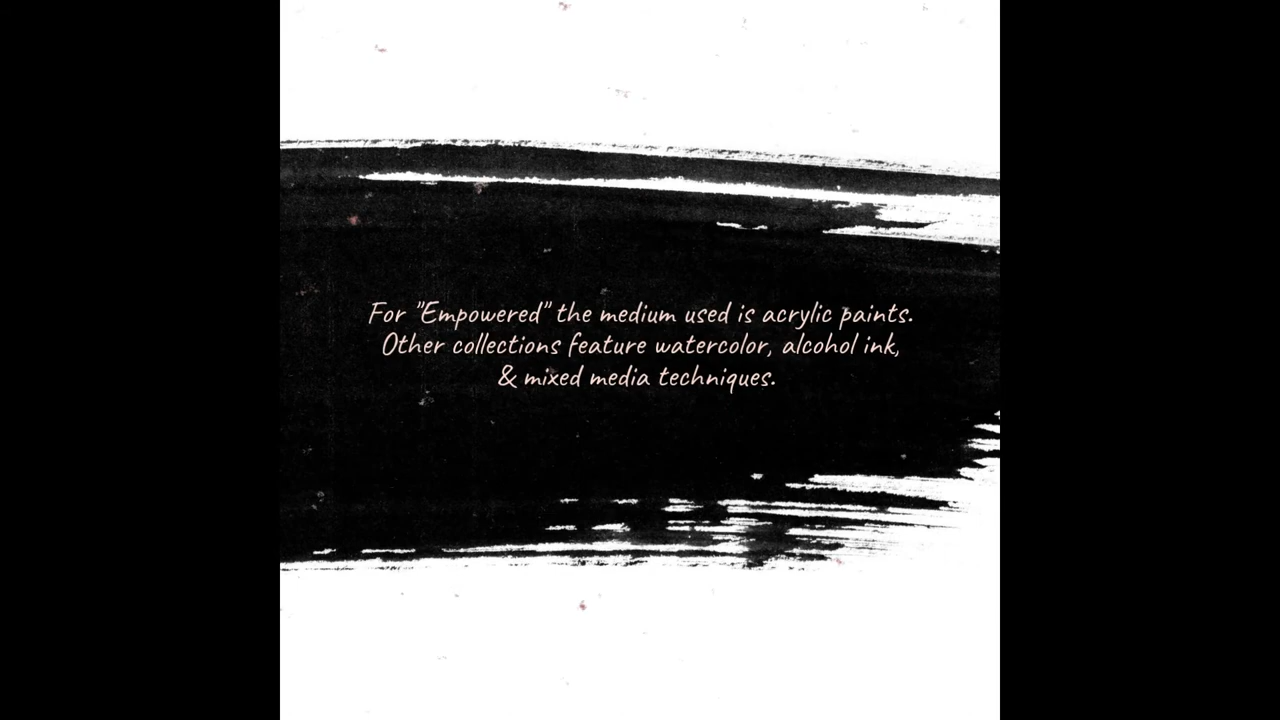 For "Empowered" the medium used is acrylic paints.
Other collections feature watercolor, alcohol ink,
& mixed media techniques.